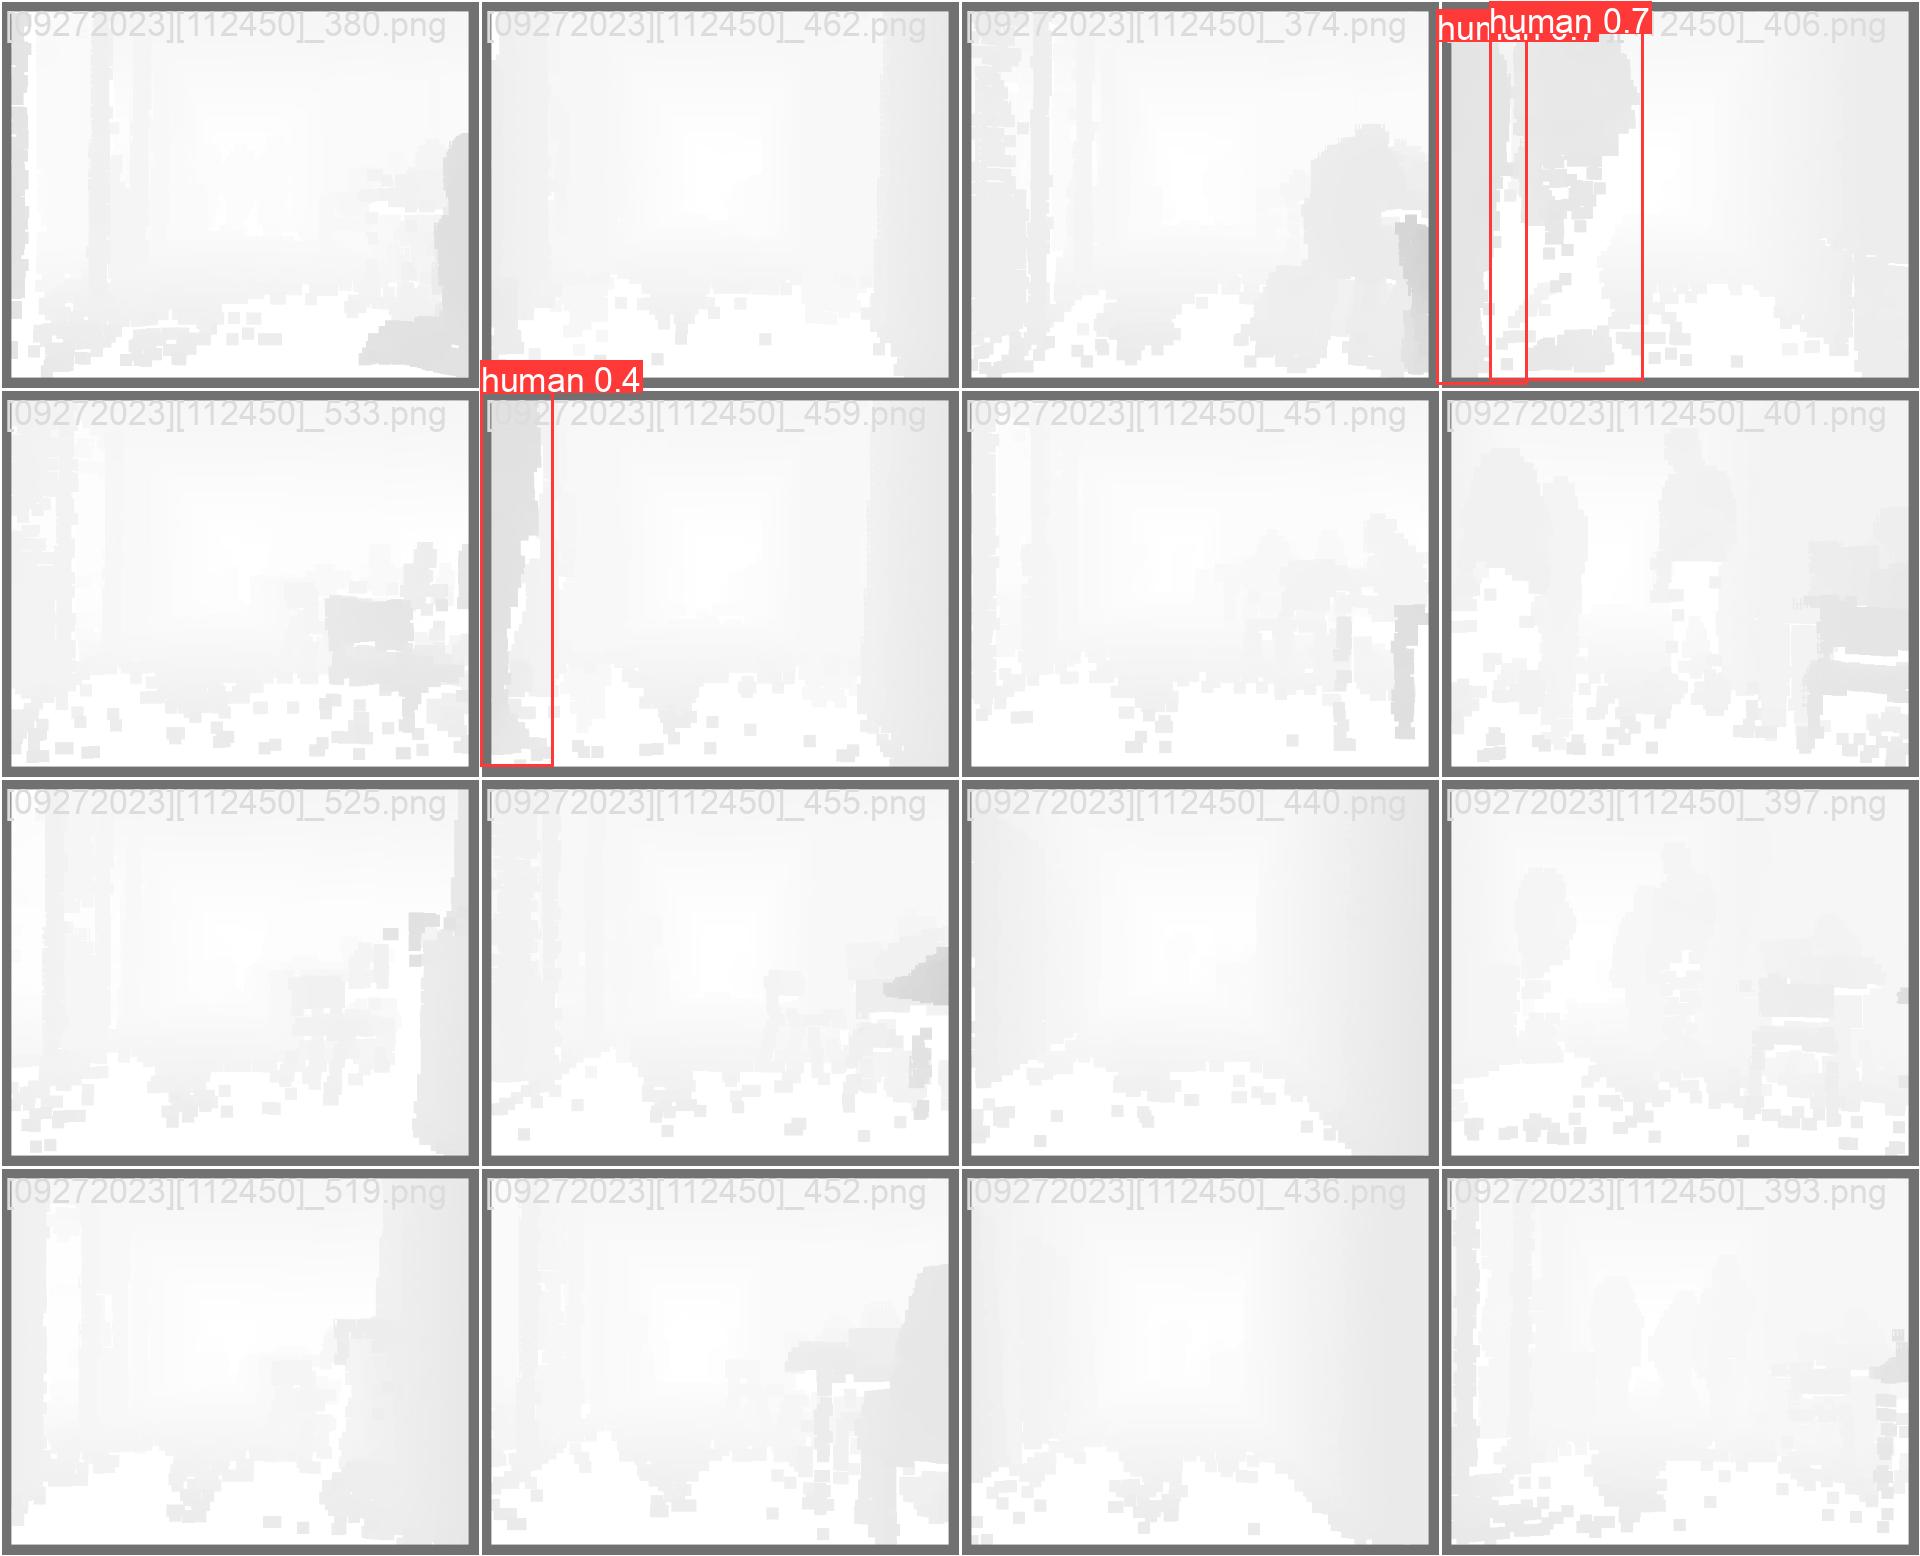 [09272023][112450]_380.png
[09272023][112450]_462.png
[09272023][112450]_374.png
human 0.7
2450]_406.png
[09272023][112450]_533.png
human 0.4
[09272023][112450]_459.png
[09272023][112450]_451.png
[09272023][112450]_401.png
[09272023][112450]_525.png
[09272023][112450]_455.png
[09272023][112450]_440.png
[09272023][112450]_397.png
[09272023][112450]_519.png
[09272023][112450]_452.png
[09272023][112450]_436.png
[09272023][112450]_393.png